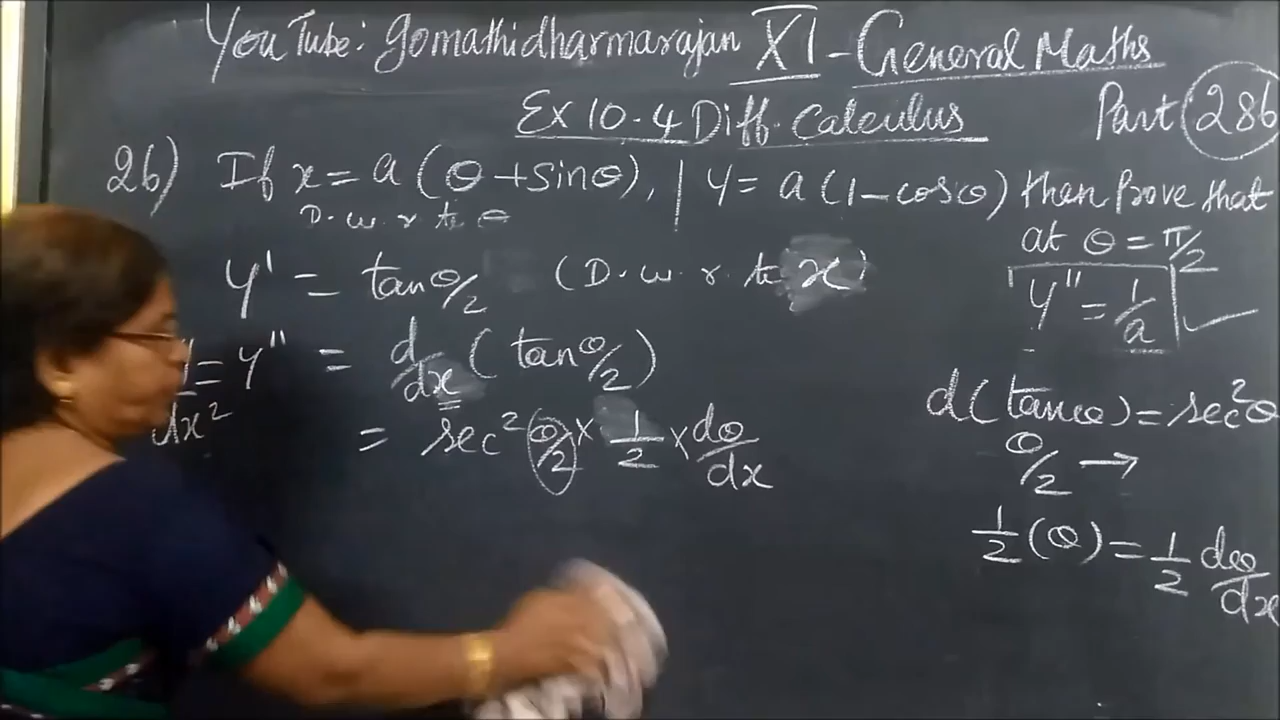 YouTube: gomathidharmarajan XI - General Maths
Ex 10.4 Diff. Calculus Part 286
26) If x = a (θ + sinθ), | y = a (1 - cosθ) then prove that
D. w. r. to θ
at θ = π/2
y' = tan θ/2 (D. w. r. to x)
y'' = 1/a
= y'' = d/dx (tan θ/2)
dx²
= sec² (θ/2) × 1/2 × dθ/dx
d(tanθ) = sec²θ
θ/2 →
1/2 (θ) = 1/2 dθ/dx